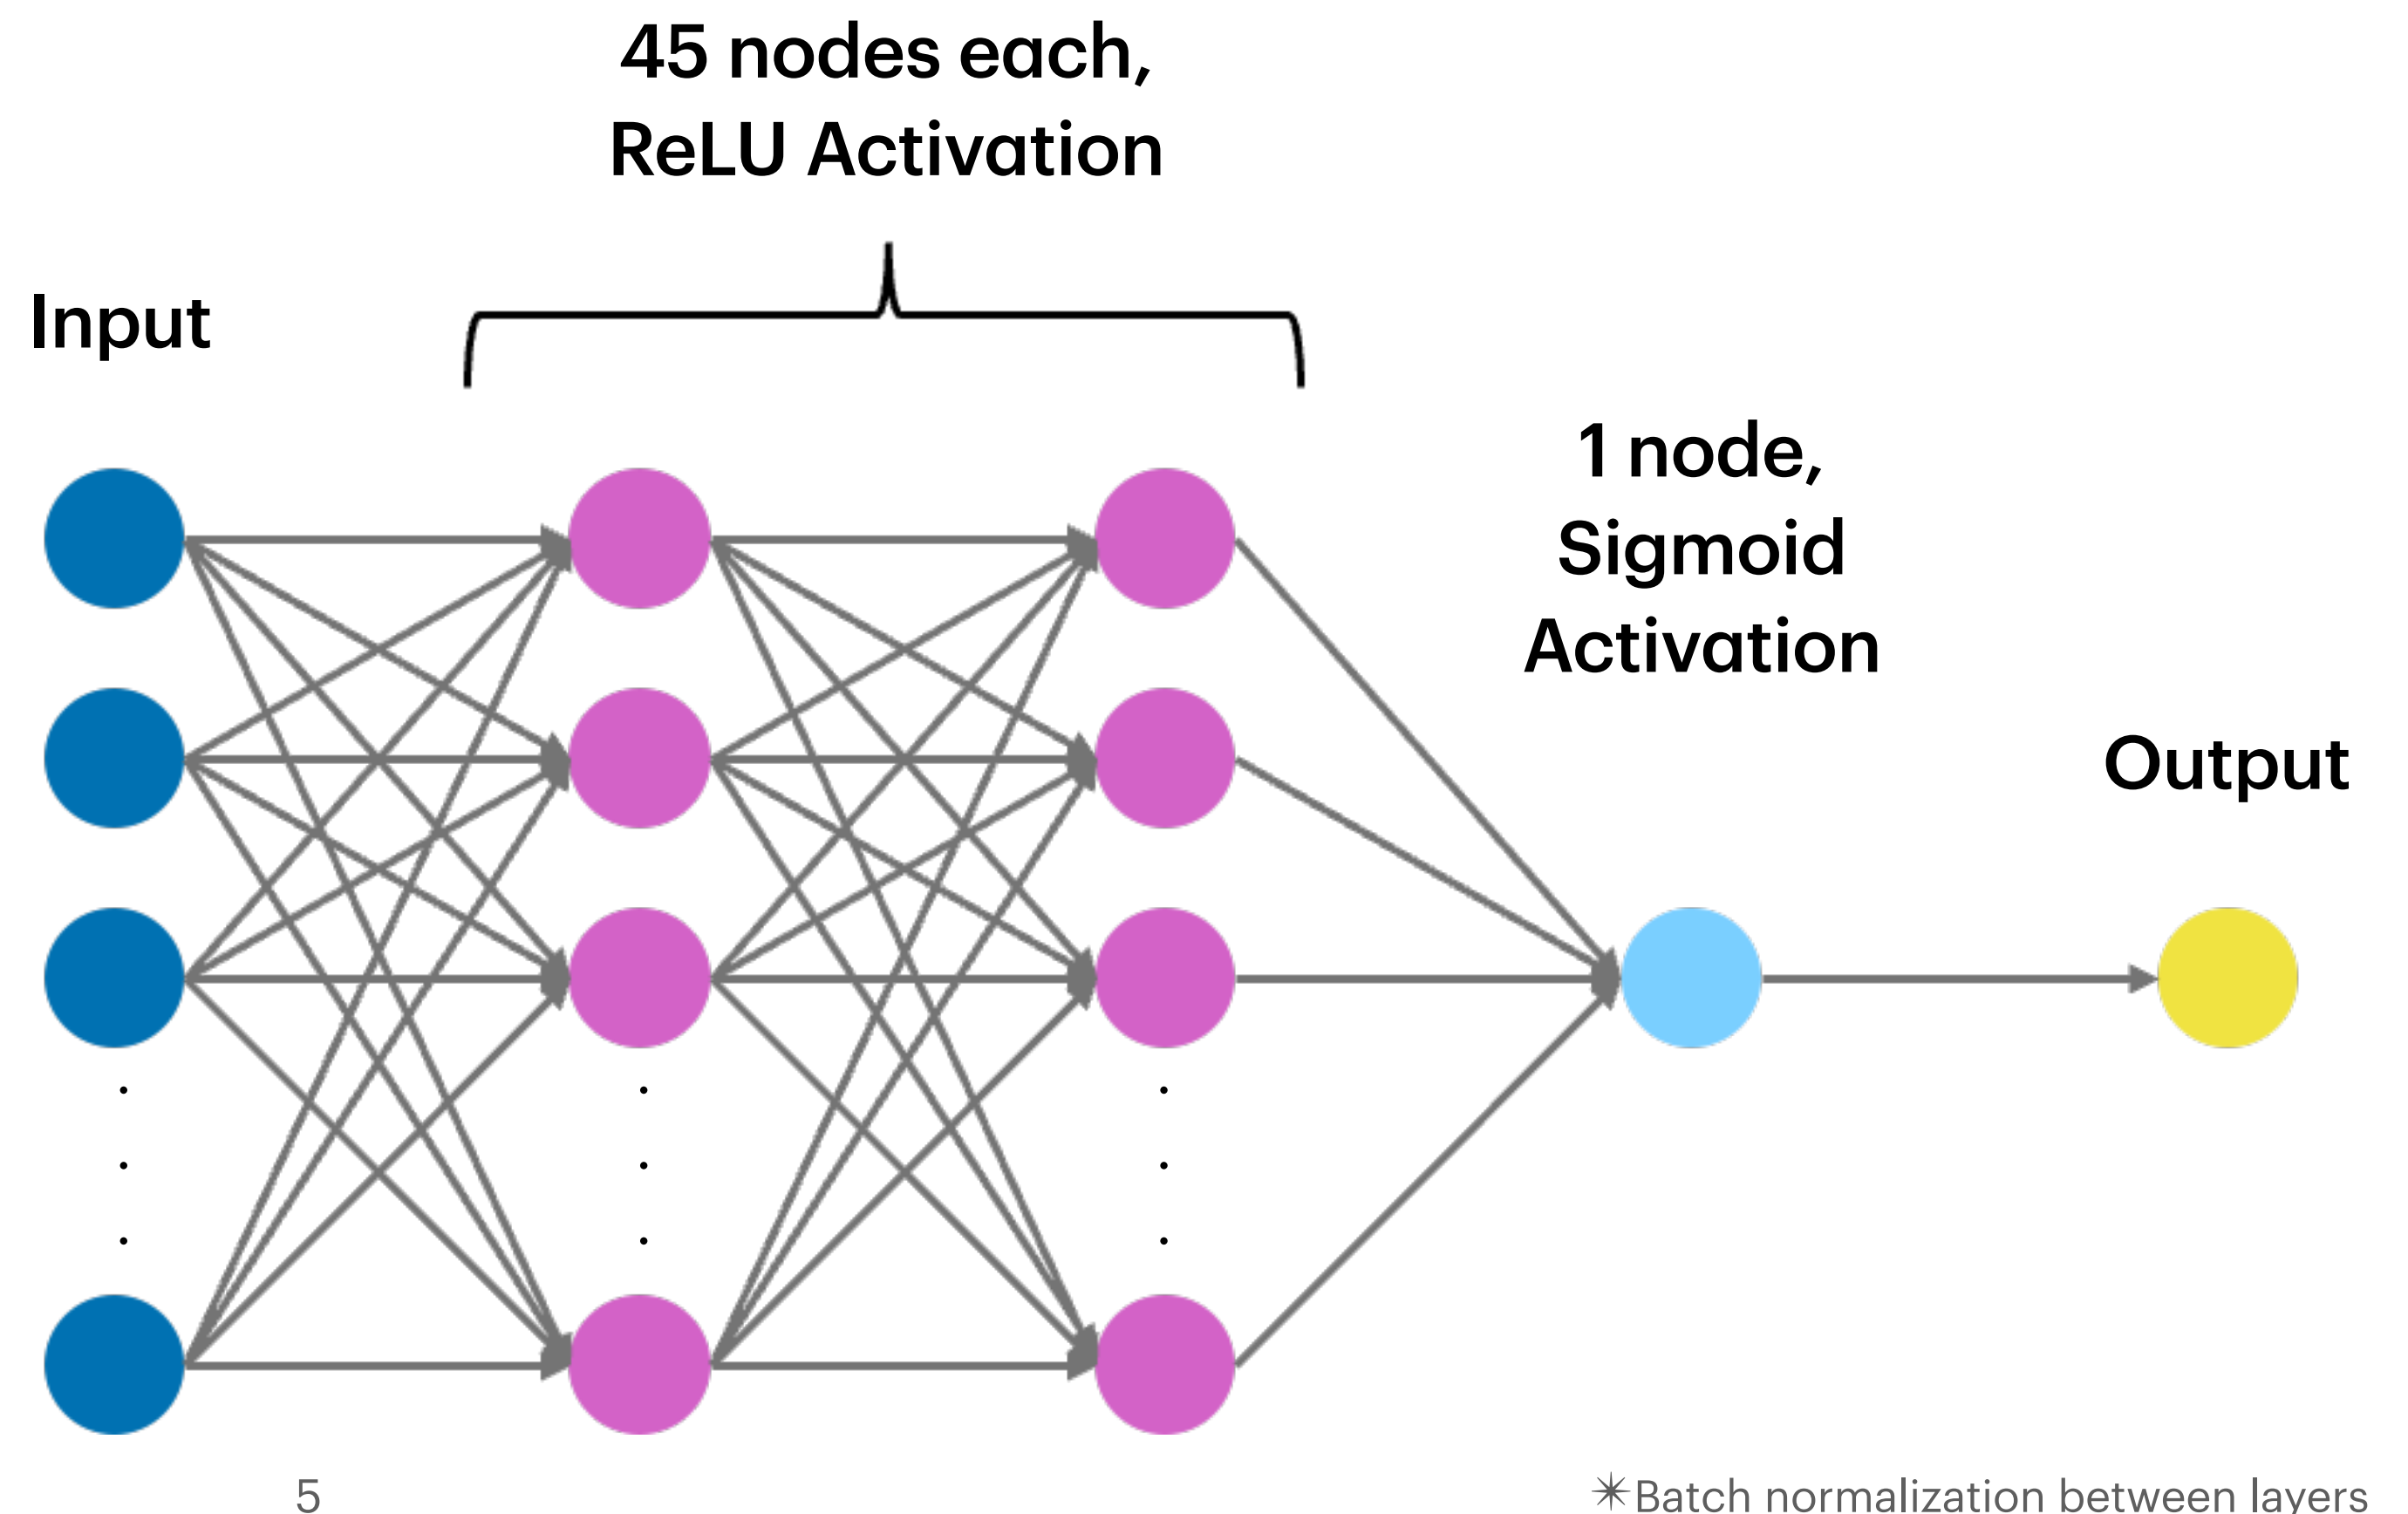 45 nodes each,
ReLU Activation
Input
1 node,
Sigmoid
Activation
Output
5
✴Batch normalization between layers